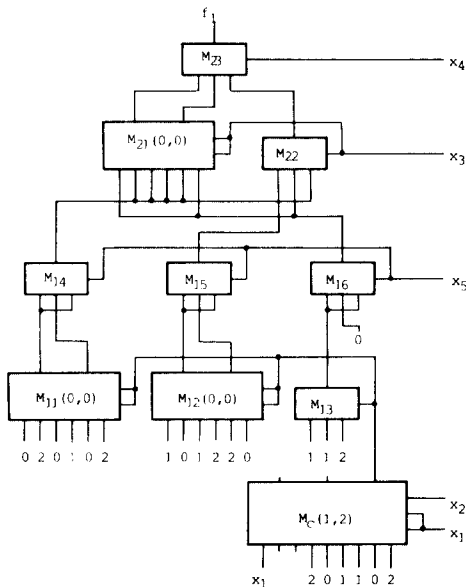 f₁
M₂₃ x₄
M₂₁(0,0) M₂₂ x₃
M₁₄ M₁₅ M₁₆ x₅
0
M₁₁(0,0) M₁₂(0,0) M₁₃
0 2 0 1 0 2 1 0 1 2 2 0 1 1 2
M_C(1,2) x₂
x₁
x₁ 2 0 1 1 0 2